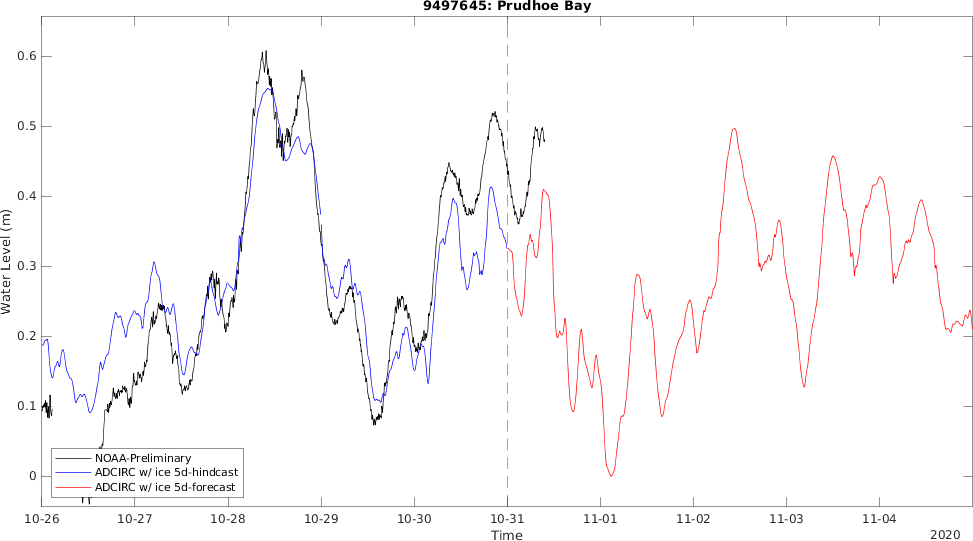 9497645: Prudhoe Bay
0.6
0.5
0.4
0.3
0.2
0.1
0
Water Level (m)
NOAA-Preliminary
ADCIRC w/ ice 5d-hindcast
ADCIRC w/ ice 5d-forecast
10-26 10-27 10-28 10-29 10-30 10-31 11-01 11-02 11-03 11-04
Time
2020